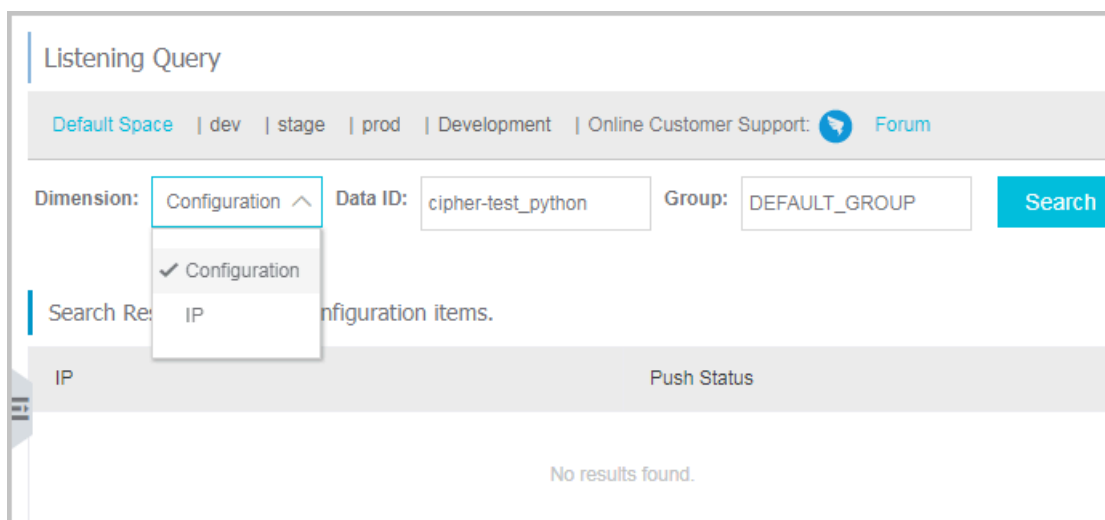 Listening Query
Default Space | dev | stage | prod | Development | Online Customer Support: Forum
Dimension: Configuration Data ID: cipher-test_python Group: DEFAULT_GROUP Search
Configuration
IP
Search Res nfiguration items.
IP Push Status
No results found.